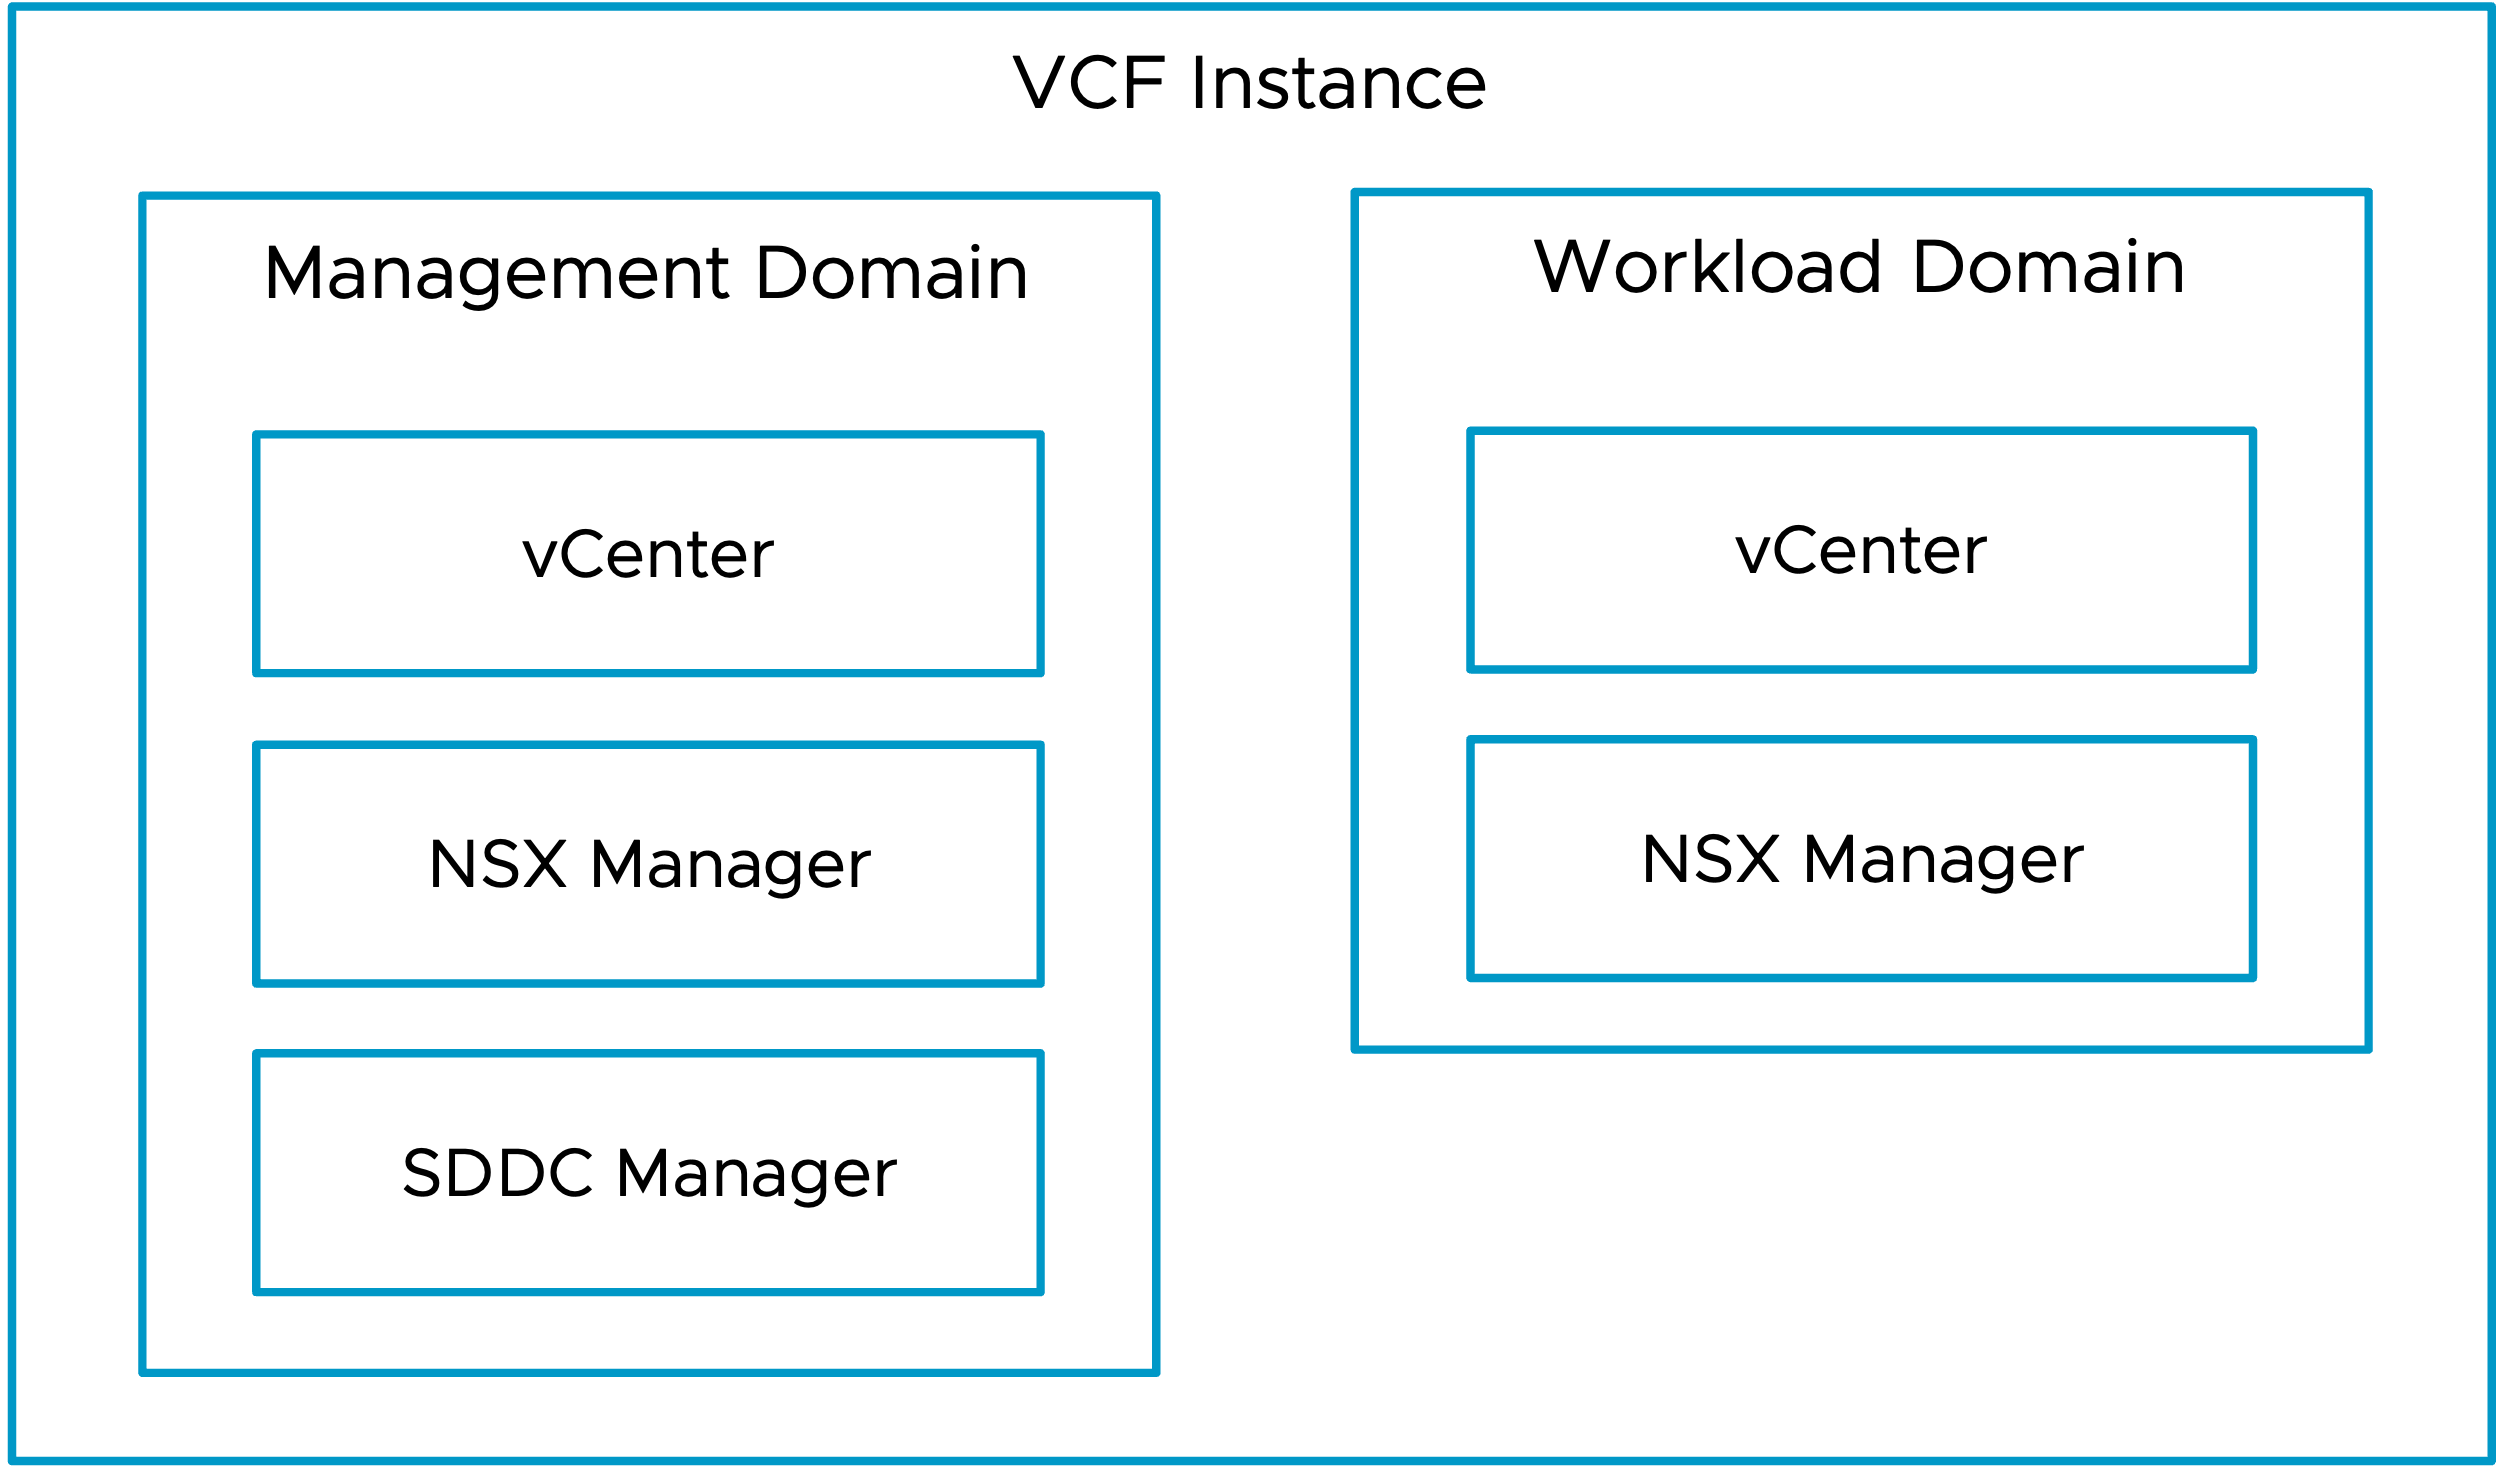 VCF Instance
Management Domain
vCenter
NSX Manager
SDDC Manager
Workload Domain
vCenter
NSX Manager